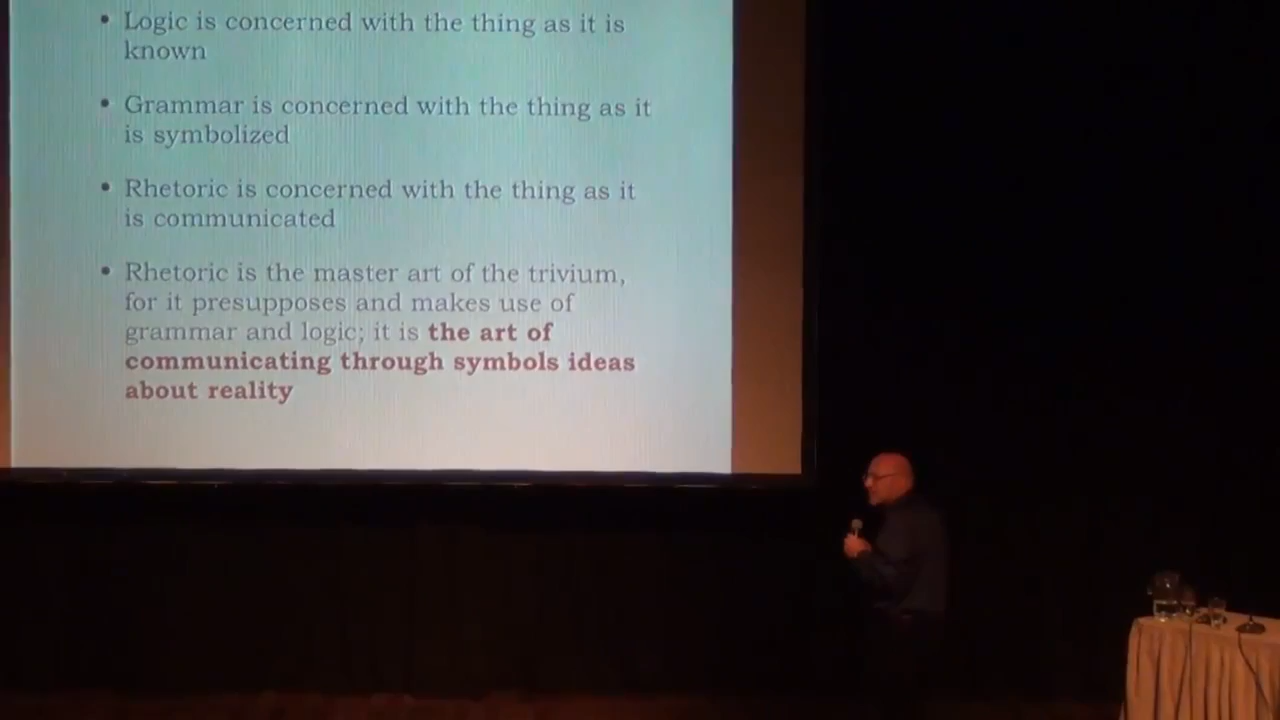 • Logic is concerned with the thing as it is
known
• Grammar is concerned with the thing as it
is symbolized
• Rhetoric is concerned with the thing as it
is communicated
• Rhetoric is the master art of the trivium,
for it presupposes and makes use of
grammar and logic; it is the art of
communicating through symbols ideas
about reality